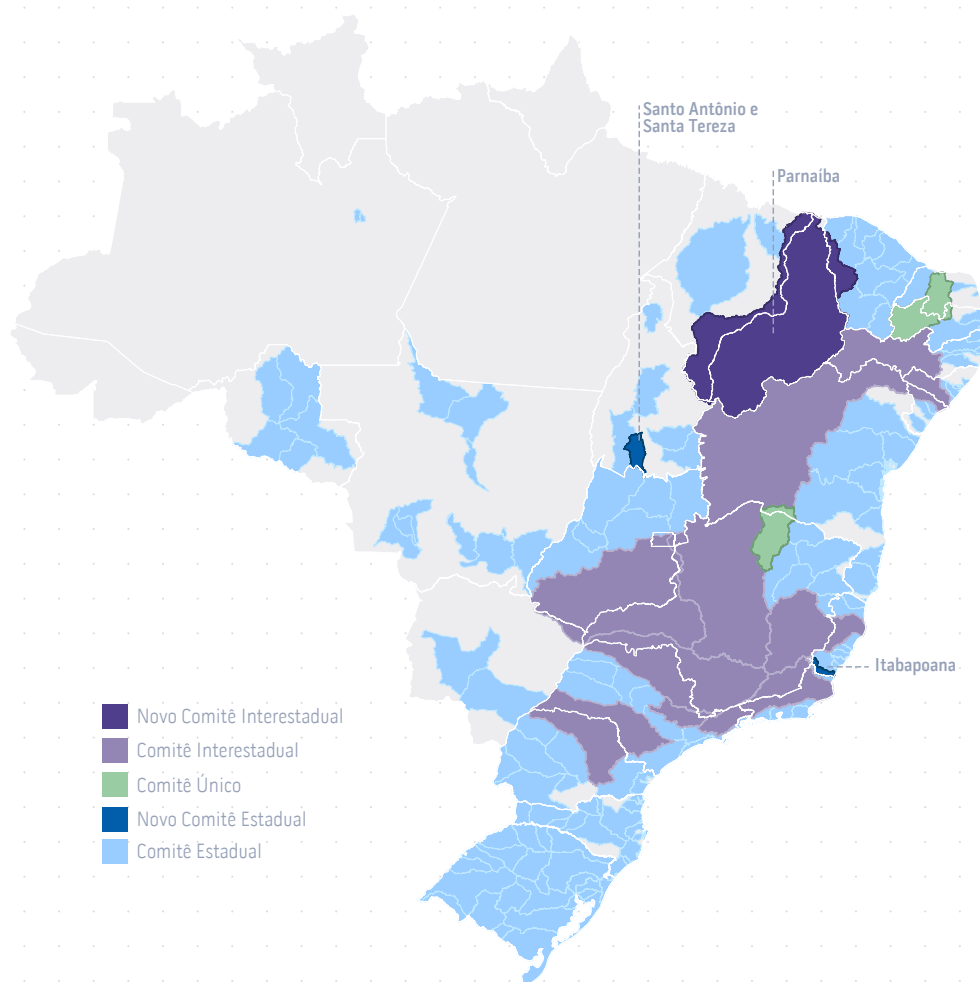 Santo Antônio e
Santa Tereza
Parnaíba
Itabapoana
Novo Comitê Interestadual
Comitê Interestadual
Comitê Único
Novo Comitê Estadual
Comitê Estadual